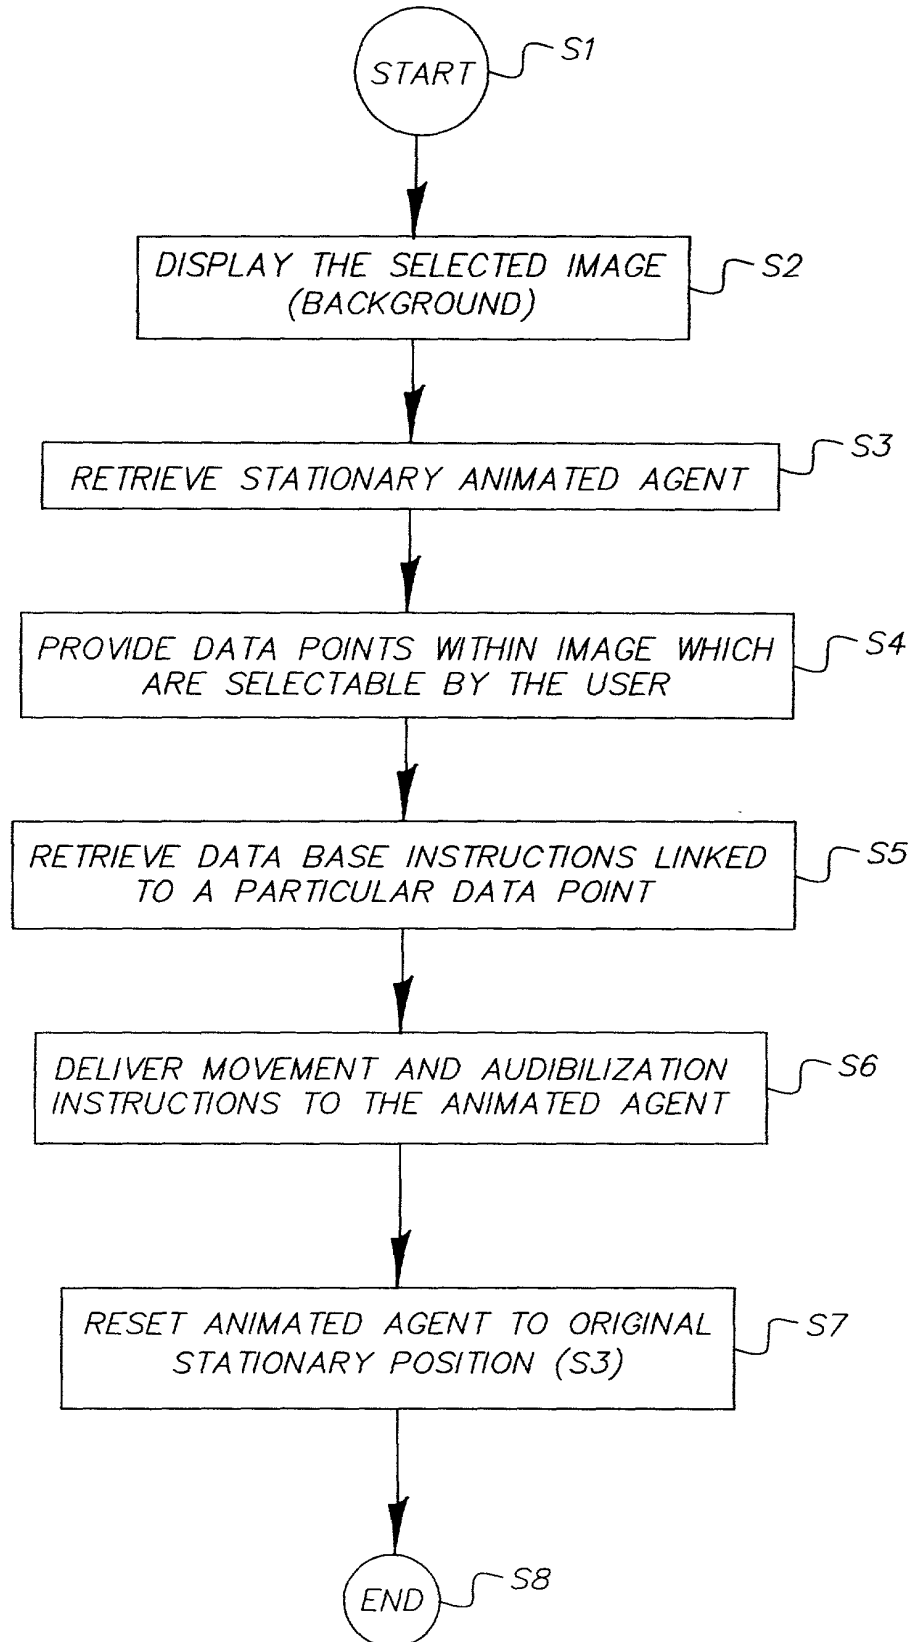 START
S1
DISPLAY THE SELECTED IMAGE
(BACKGROUND)
S2
RETRIEVE STATIONARY ANIMATED AGENT
S3
PROVIDE DATA POINTS WITHIN IMAGE WHICH
ARE SELECTABLE BY THE USER
S4
RETRIEVE DATA BASE INSTRUCTIONS LINKED
TO A PARTICULAR DATA POINT
S5
DELIVER MOVEMENT AND AUDIBILIZATION
INSTRUCTIONS TO THE ANIMATED AGENT
S6
RESET ANIMATED AGENT TO ORIGINAL
STATIONARY POSITION (S3)
S7
END
S8